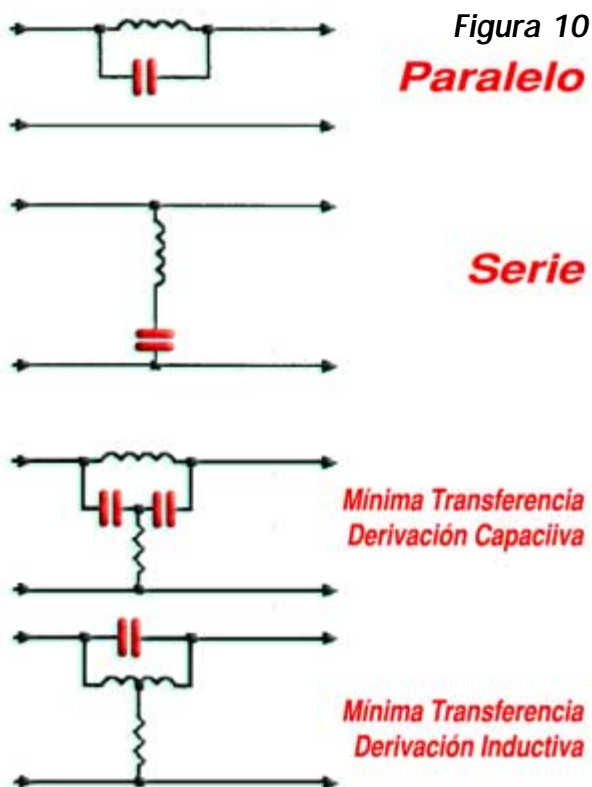 Figura 10
Paralelo
Serie
Mínima Transferencia
Derivación Capaciiva
Mínima Transferencia
Derivación Inductiva